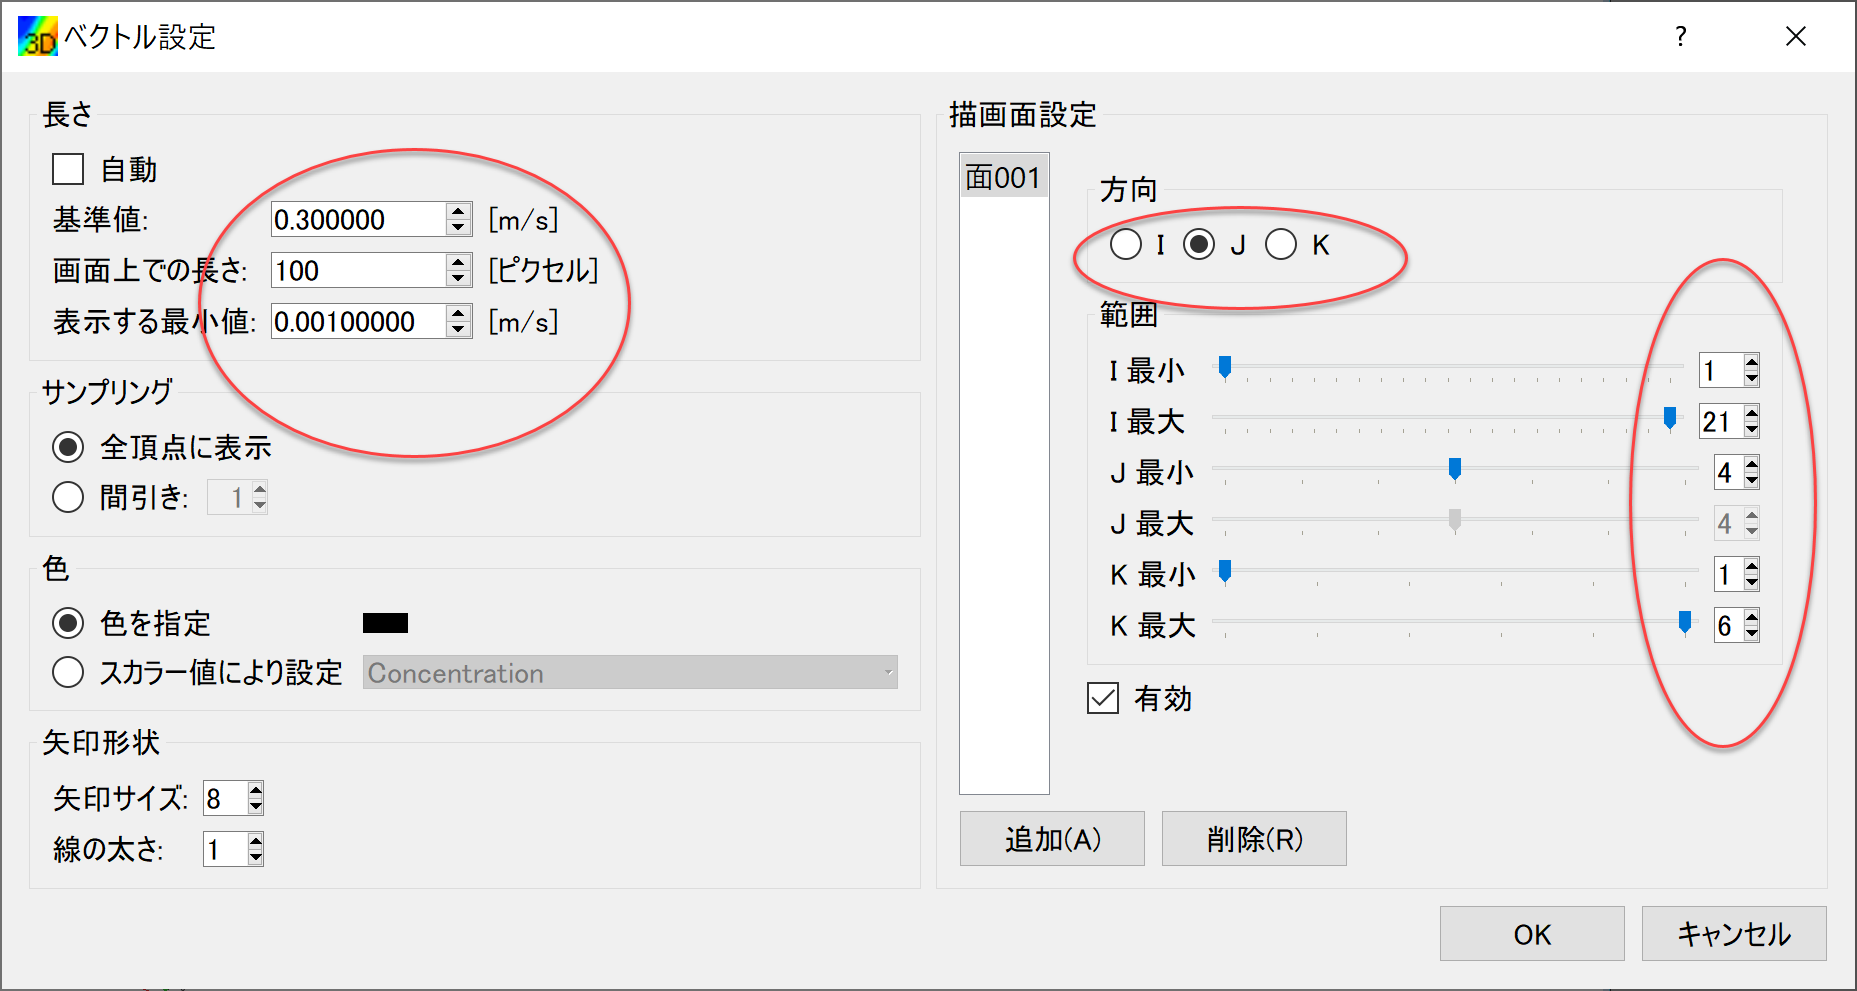 3D ベクトル設定 ?
長さ
自動
基準値: 0.300000 [m/s]
画面上での長さ: 100 [ピクセル]
表示する最小値: 0.00100000 [m/s]
サンプリング
全頂点に表示
間引き: 1
色
色を指定
スカラー値により設定 Concentration
矢印形状
矢印サイズ: 8
線の太さ: 1
描画面設定
面001
方向
I J K
範囲
I 最小 1
I 最大 21
J 最小 4
J 最大 4
K 最小 1
K 最大 6
有効
追加(A) 削除(R)
OK キャンセル